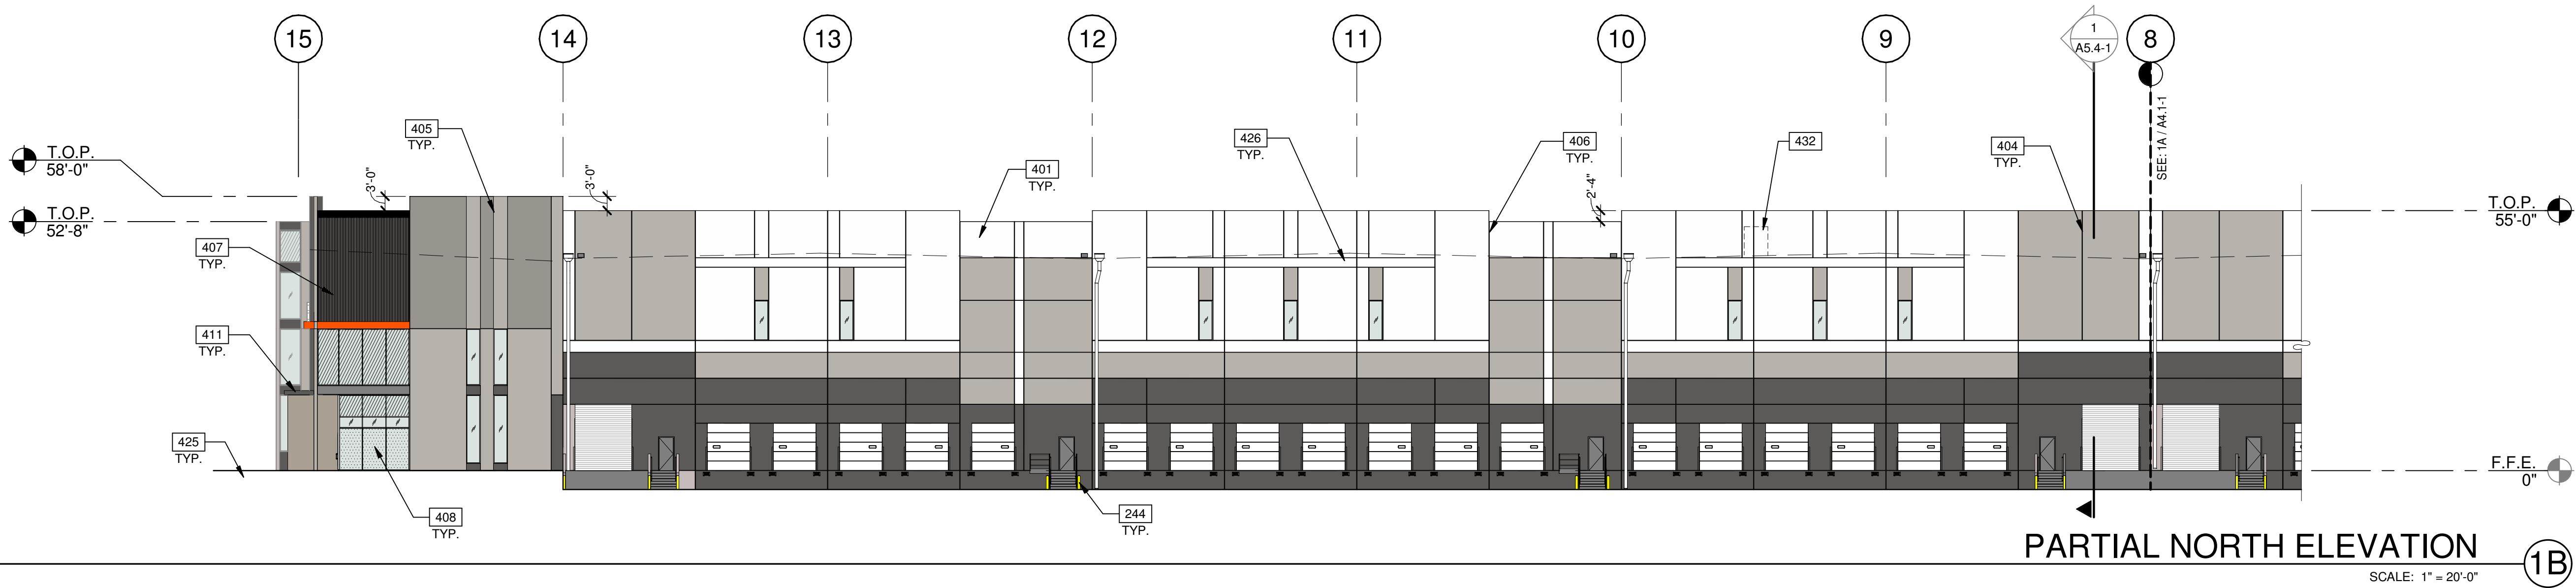 15
14
13
12
11
10
9
1
A5.4-1
8
SEE: 1A / A4.1-1
405
TYP.
426
TYP.
406
TYP.
432
404
TYP.
T.O.P.
58'-0"
3'-0"
3'-0"
401
TYP.
2'-4"
T.O.P.
52'-8"
T.O.P.
55'-0"
407
TYP.
411
TYP.
425
TYP.
F.F.E.
0"
408
TYP.
244
TYP.
PARTIAL NORTH ELEVATION
1B
SCALE: 1" = 20'-0"